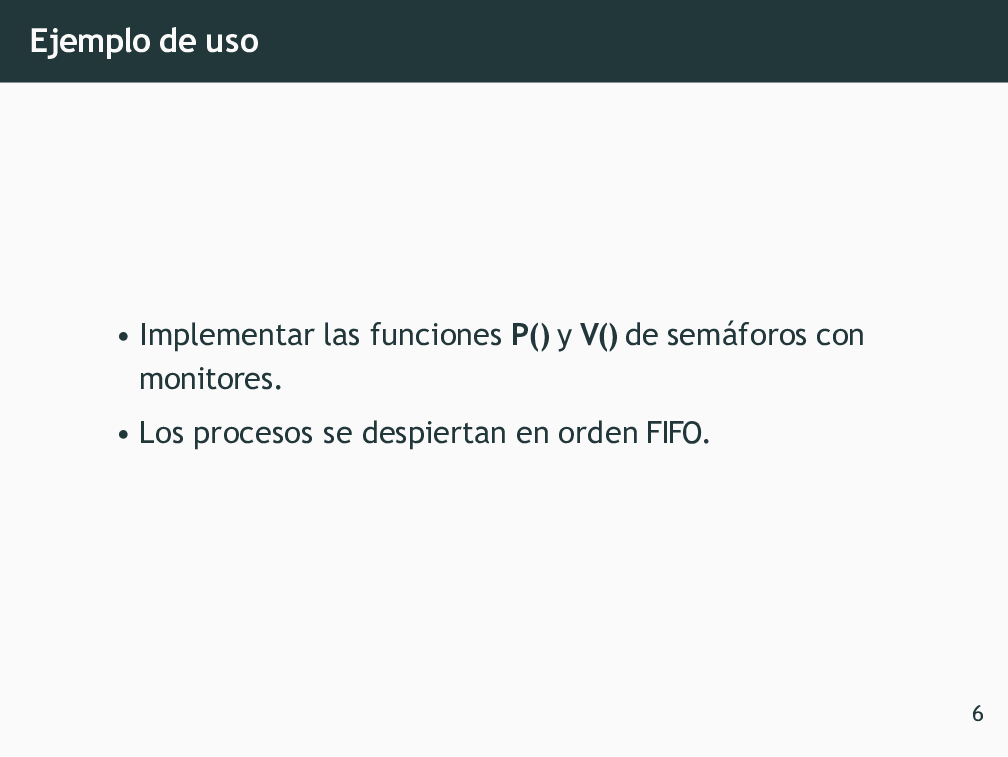 Ejemplo de uso
• Implementar las funciones P() y V() de semáforos con
monitores.
• Los procesos se despiertan en orden FIFO.
6